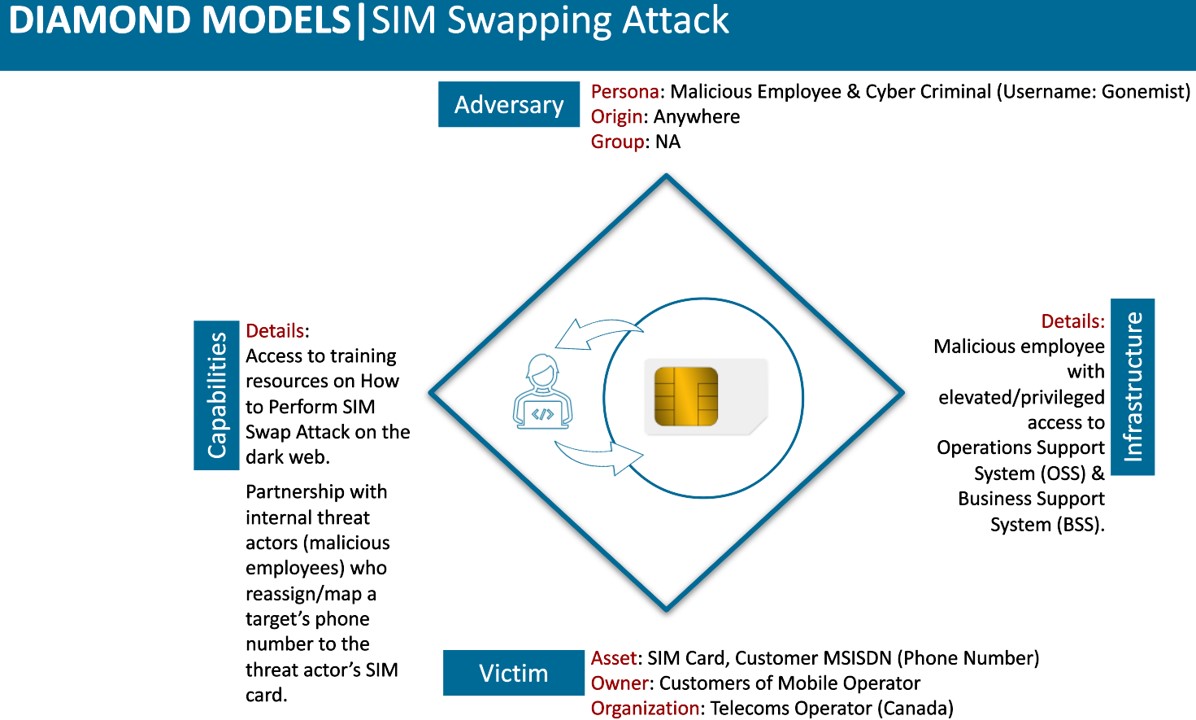 DIAMOND MODELS|SIM Swapping Attack
Adversary
Persona: Malicious Employee & Cyber Criminal (Username: Gonemist)
Origin: Anywhere
Group: NA
Capabilities
Details:
Access to training
resources on How
to Perform SIM
Swap Attack on the
dark web.
Partnership with
internal threat
actors (malicious
employees) who
reassign/map a
target's phone
number to the
threat actor's SIM
card.
</>
Details:
Malicious employee
with
elevated/privileged
access to
Operations Support
System (OSS) &
Business Support
System (BSS).
Infrastructure
Victim
Asset: SIM Card, Customer MSISDN (Phone Number)
Owner: Customers of Mobile Operator
Organization: Telecoms Operator (Canada)